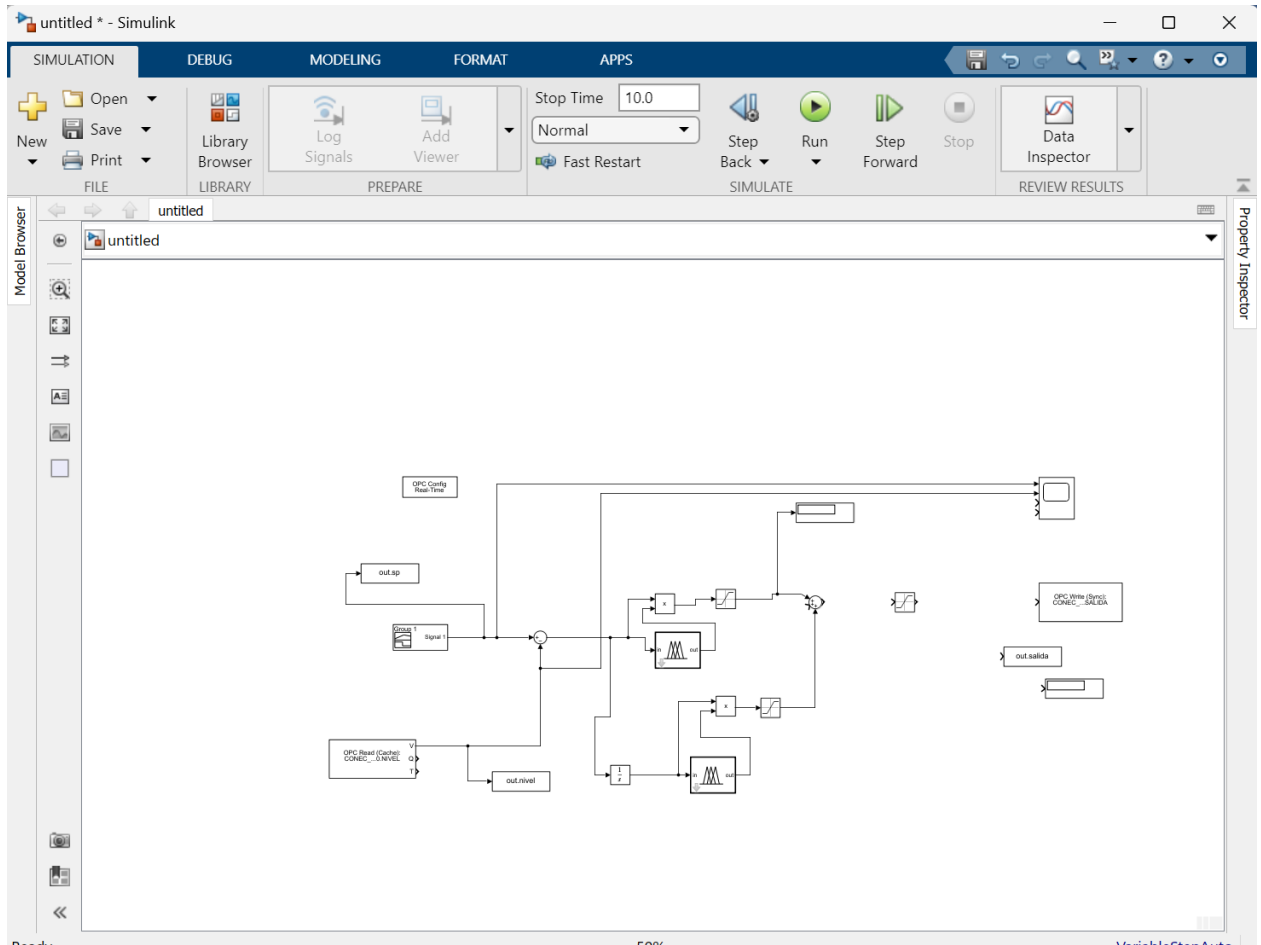 untitled * - Simulink
SIMULATION
DEBUG
MODELING
FORMAT
APPS
New
Open
Save
Print
FILE
Library
Browser
LIBRARY
Log
Signals
Add
Viewer
PREPARE
Stop Time 10.0
Normal
Fast Restart
Step
Back
Run
Step
Forward
Stop
SIMULATE
Data
Inspector
REVIEW RESULTS
Model Browser
untitled
untitled
Property Inspector
OPC Config
Real-Time
out.sp
Group 1
Signal 1
x
in
out
OPC Write (Sync):
CONEC_...SALIDA
out.salida
x
OPC Read (Cache):
CONEC_...0.NIVEL
V
Q
T
out.nivel
1
s
in
out
Ready
50%
VariableStepAuto